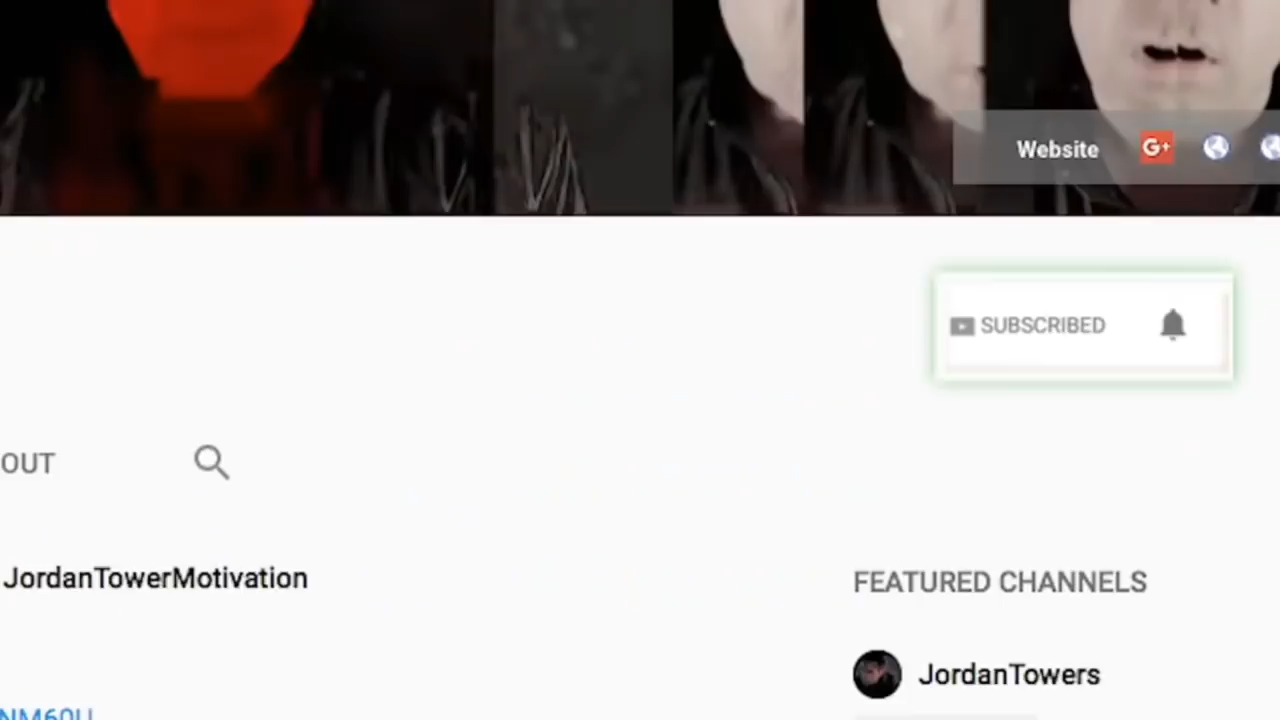 Website G+
SUBSCRIBED
OUT
JordanTowerMotivation
FEATURED CHANNELS
JordanTowers